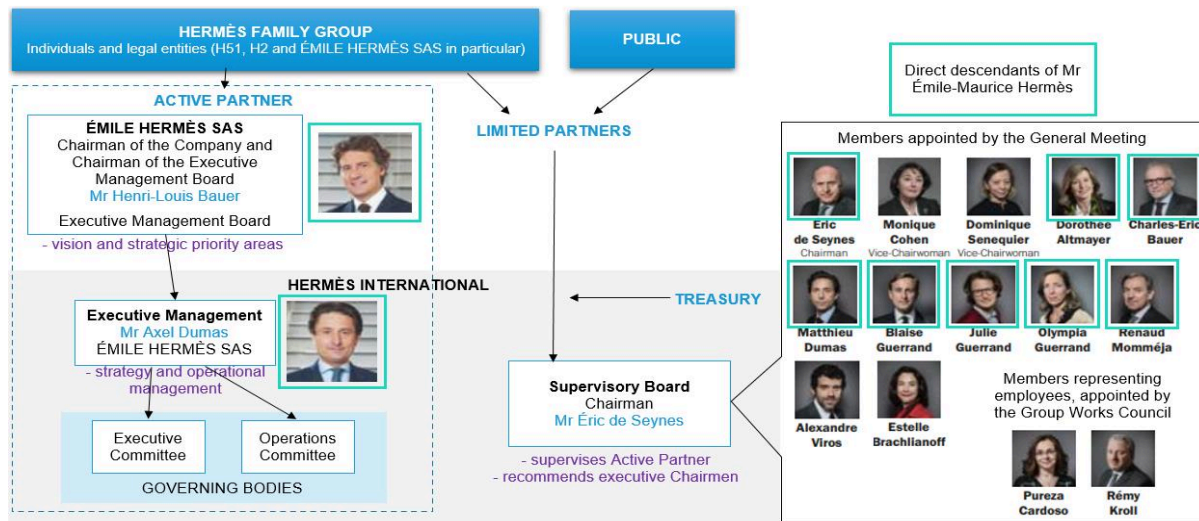 HERMÈS FAMILY GROUP
Individuals and legal entities (H51, H2 and ÉMILE HERMÈS SAS in particular)
PUBLIC
Direct descendants of Mr
Émile-Maurice Hermès
ACTIVE PARTNER
ÉMILE HERMÈS SAS
Chairman of the Company and
Chairman of the Executive
Management Board
Mr Henri-Louis Bauer
Executive Management Board
- vision and strategic priority areas
LIMITED PARTNERS
HERMÈS INTERNATIONAL
Executive Management
Mr Axel Dumas
ÉMILE HERMÈS SAS
- strategy and operational
management
Executive
Committee
Operations
Committee
GOVERNING BODIES
TREASURY
Supervisory Board
Chairman
Mr Éric de Seynes
- supervises Active Partner
- recommends executive Chairmen
Members appointed by the General Meeting
Éric
de Seynes
Chairman
Monique
Cohen
Vice-Chairwoman
Dominique
Senequier
Vice-Chairwoman
Dorothée
Altmayer
Charles-Éric
Bauer
Matthieu
Dumas
Blaise
Guerrand
Julie
Guerrand
Olympia
Guerrand
Renaud
Momméja
Alexandre
Viros
Estelle
Brachlianoff
Members representing
employees, appointed by
the Group Works Council
Pureza
Cardoso
Rémy
Kroll